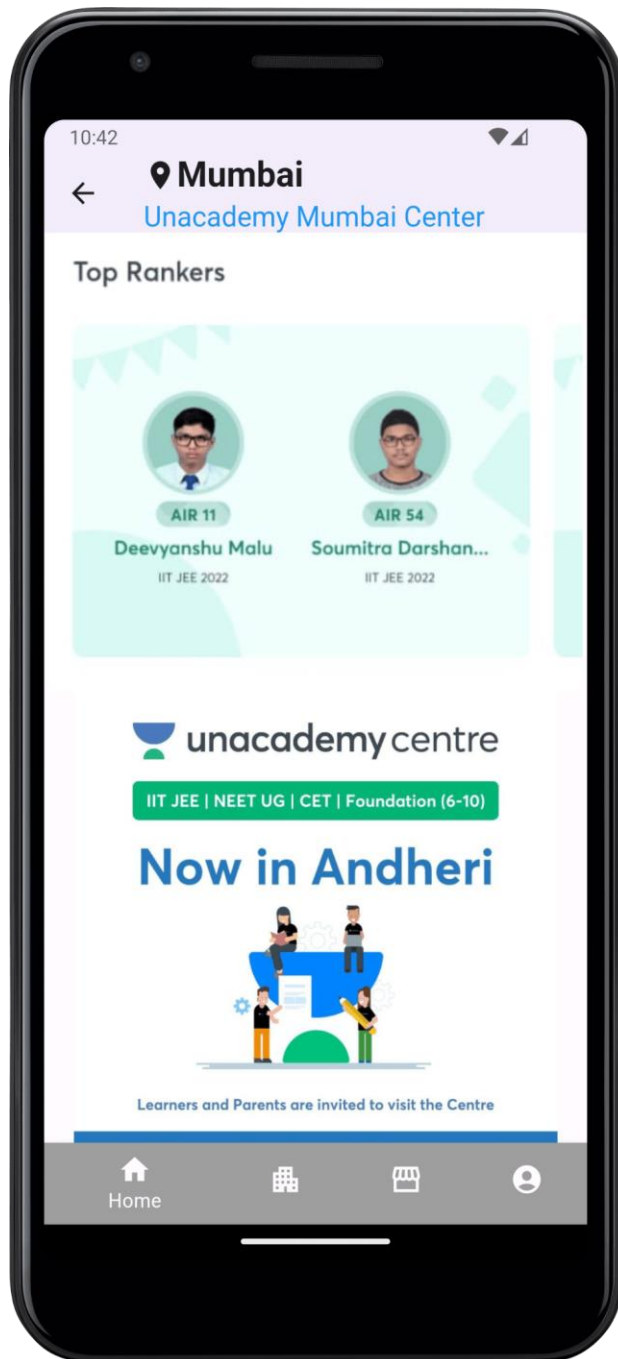 10:42
Mumbai
Unacademy Mumbai Center
Top Rankers
AIR 11
Deevyanshu Malu
IIT JEE 2022
AIR 54
Soumitra Darshan...
IIT JEE 2022
unacademy centre
IIT JEE | NEET UG | CET | Foundation (6-10)
Now in Andheri
Learners and Parents are invited to visit the Centre
Home